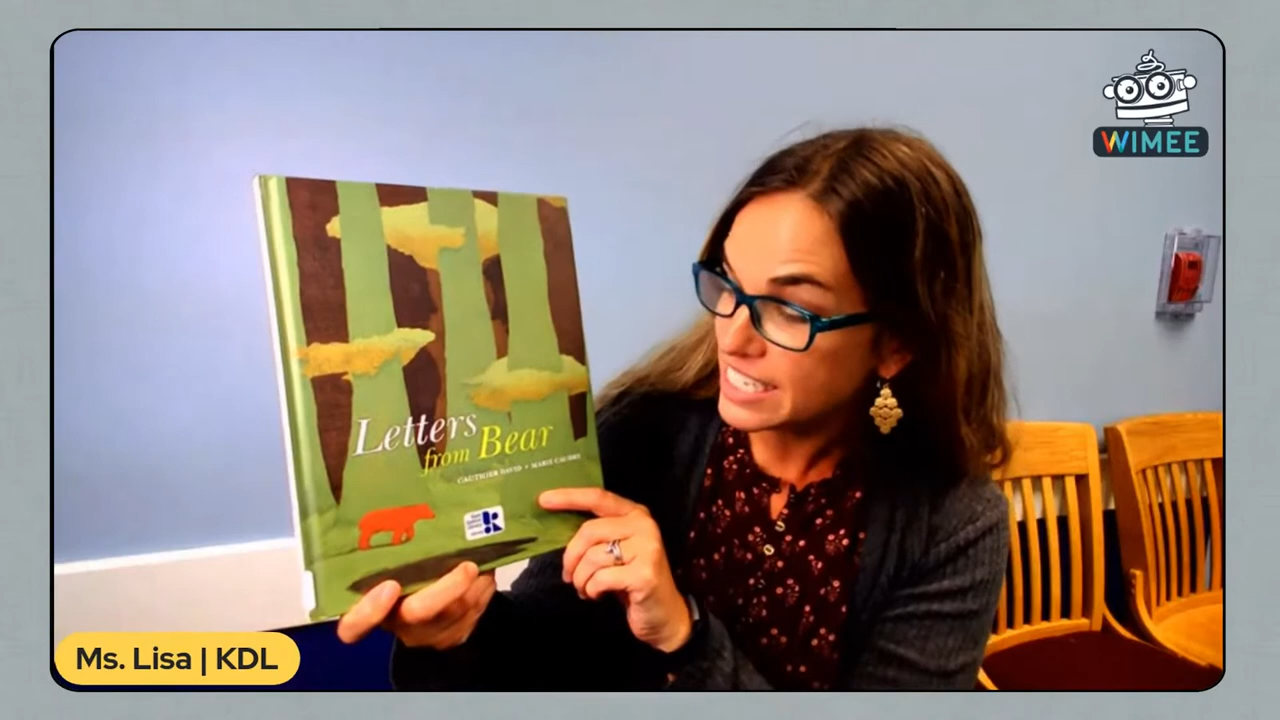 WIMEE
Letters
from Bear
GAUTHIER DAVID • MARIE CAUDRY
Ms. Lisa | KDL